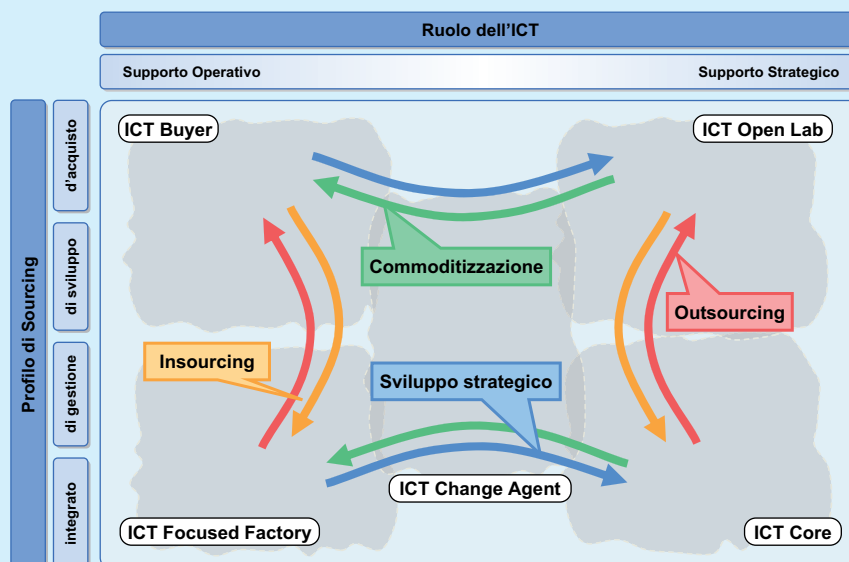 Ruolo dell'ICT
Supporto Operativo
Supporto Strategico
Profilo di Sourcing
d'acquisto
di sviluppo
di gestione
integrato
ICT Buyer
ICT Open Lab
Commoditizzazione
Outsourcing
Insourcing
Sviluppo strategico
ICT Change Agent
ICT Focused Factory
ICT Core